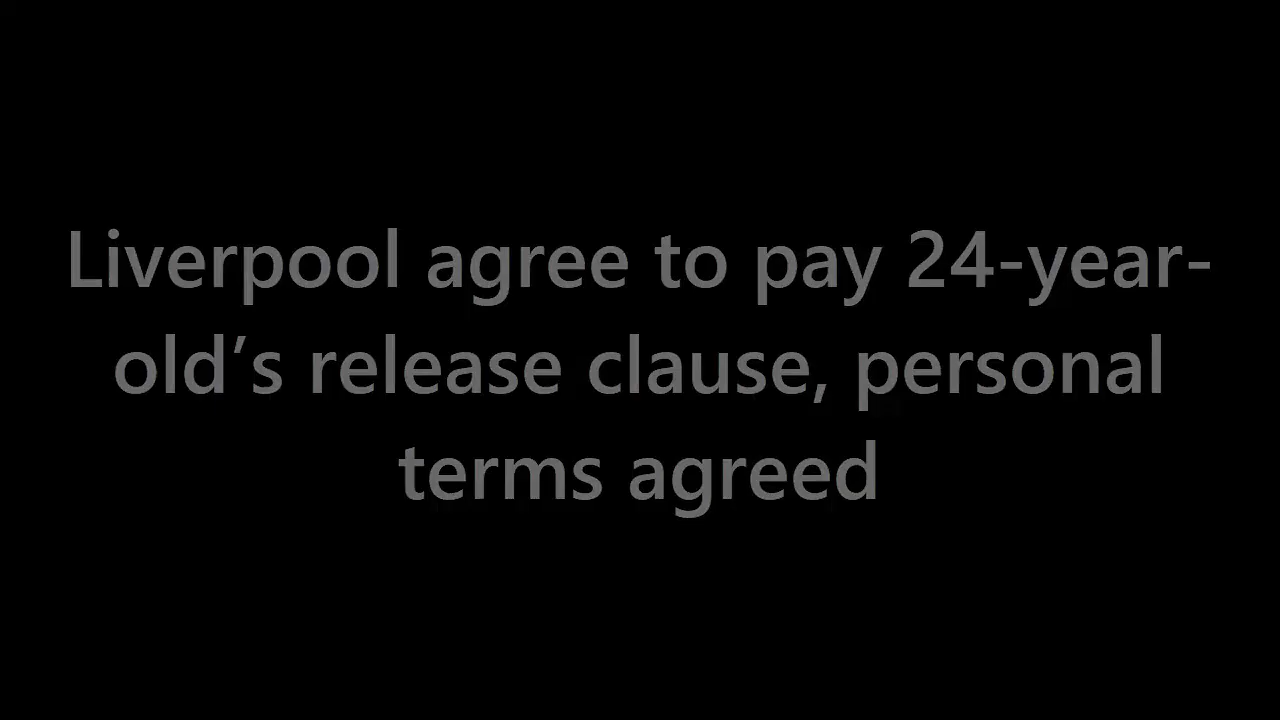 Liverpool agree to pay 24-year-
old’s release clause, personal
terms agreed